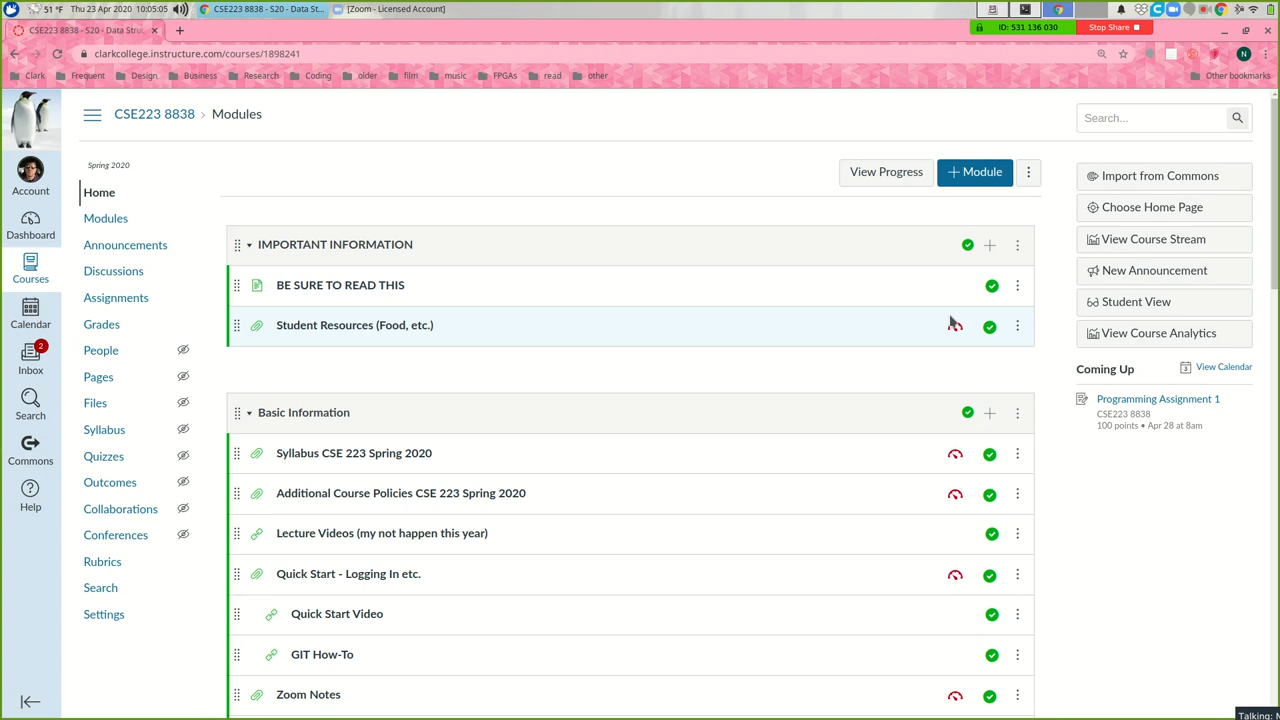 51 °F Thu 23 Apr 2020 10:05:05 CSE223 8838 - S20 - Data St... [Zoom - Licensed Account]
CSE223 8838 - S20 - Data Stru
ID: 531 136 030 Stop Share
clarkcollege.instructure.com/courses/1898241 N
Clark Frequent Design Business Research Coding older film music FPGAs read other Other bookmarks
CSE223 8838 › Modules
Search...
Spring 2020
View Progress
+ Module
Account
Dashboard
Courses
Calendar
2
Inbox
Search
Commons
Help
Home
Modules
Announcements
Discussions
Assignments
Grades
People
Pages
Files
Syllabus
Quizzes
Outcomes
Collaborations
Conferences
Rubrics
Search
Settings
IMPORTANT INFORMATION
BE SURE TO READ THIS
Student Resources (Food, etc.)
Basic Information
Syllabus CSE 223 Spring 2020
Additional Course Policies CSE 223 Spring 2020
Lecture Videos (my not happen this year)
Quick Start - Logging In etc.
Quick Start Video
GIT How-To
Zoom Notes
Import from Commons
Choose Home Page
View Course Stream
New Announcement
Student View
View Course Analytics
Coming Up
3 View Calendar
Programming Assignment 1
CSE223 8838
100 points • Apr 28 at 8am
Talking: